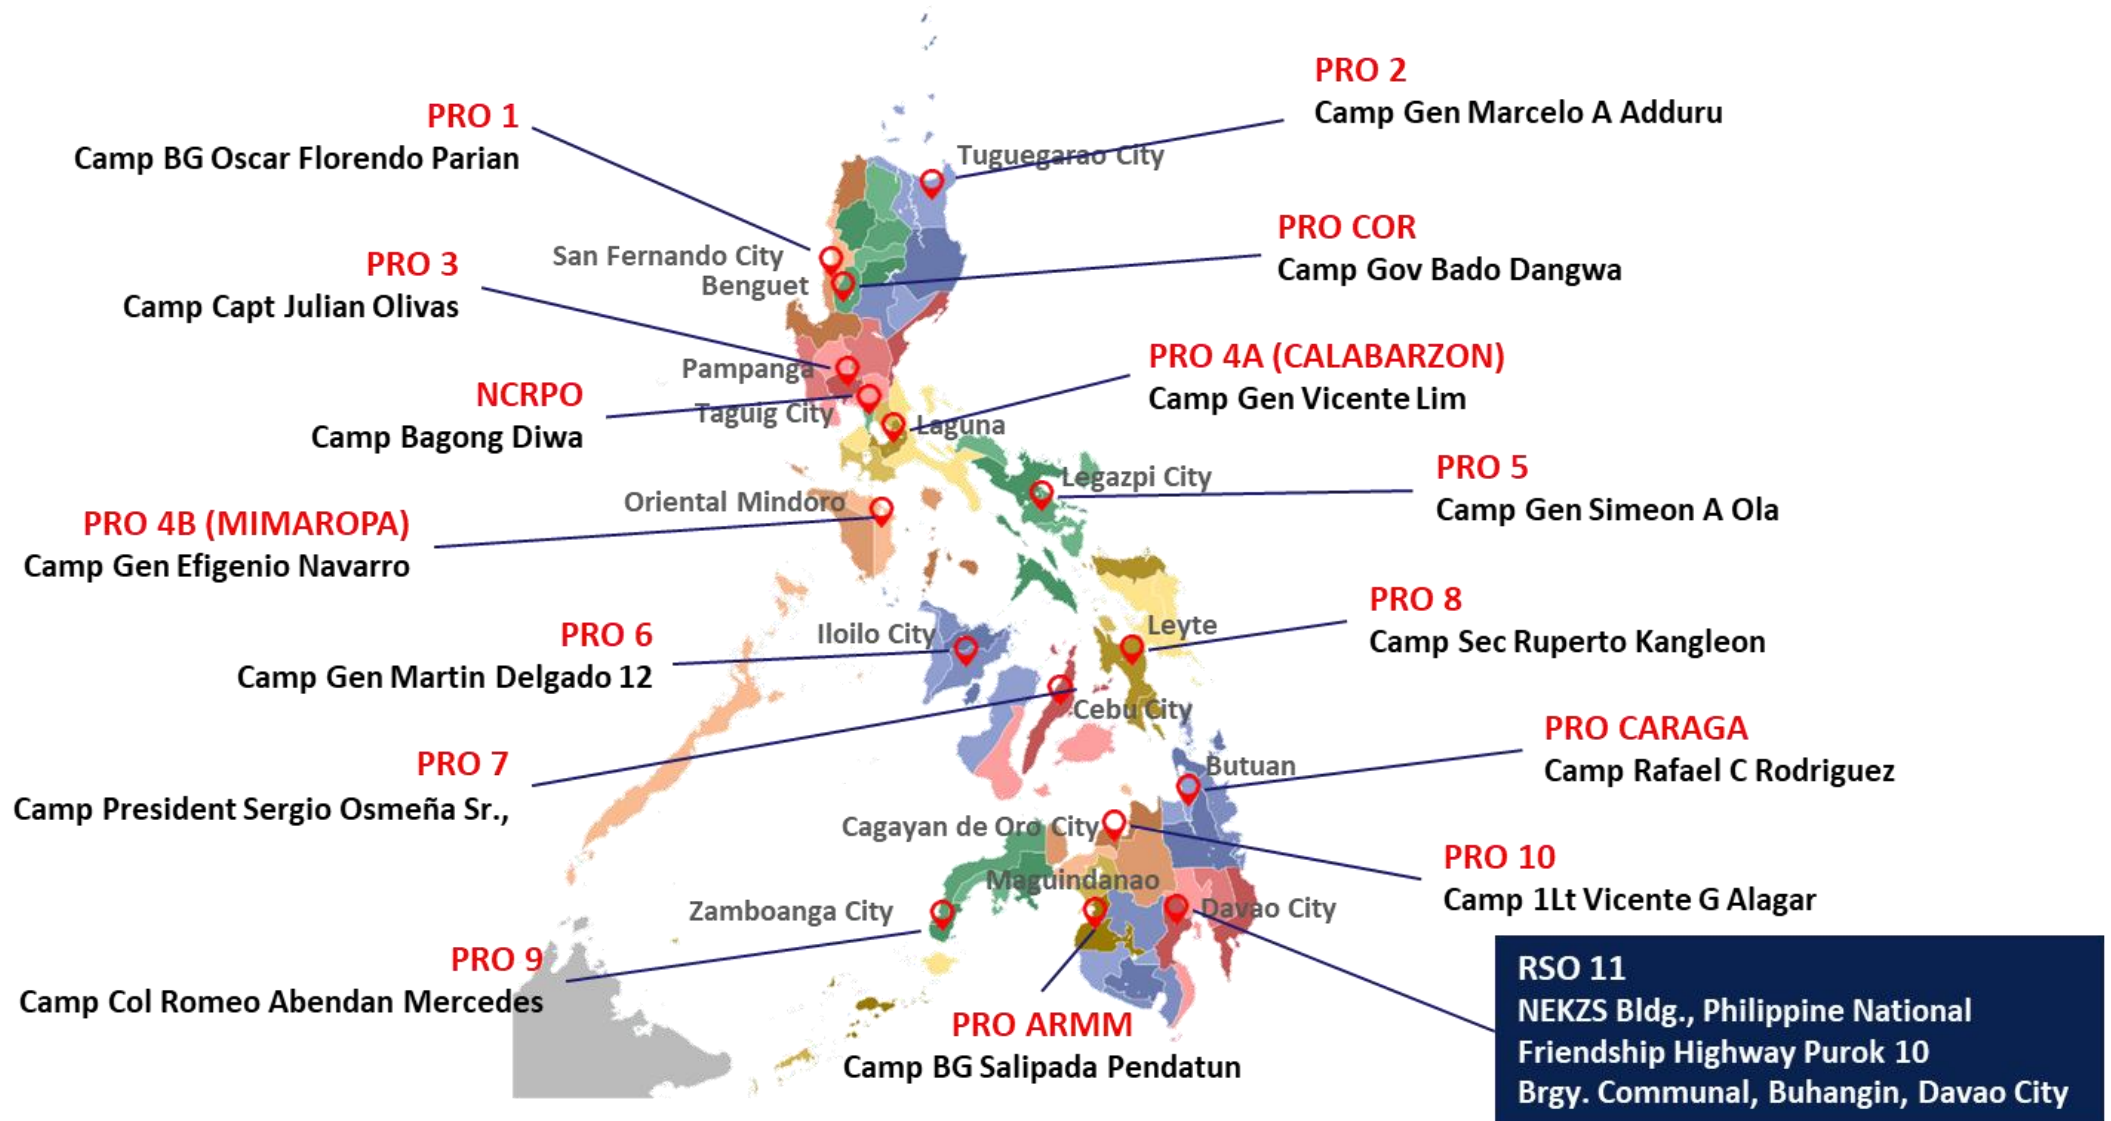 PRO 2
Camp Gen Marcelo A Adduru
PRO 1
Camp BG Oscar Florendo Parian
Tuguegarao City
PRO COR
Camp Gov Bado Dangwa
San Fernando City
Benguet
PRO 3
Camp Capt Julian Olivas
PRO 4A (CALABARZON)
Camp Gen Vicente Lim
Pampanga
NCRPO
Camp Bagong Diwa
Taguig City
Laguna
PRO 5
Camp Gen Simeon A Ola
Legazpi City
Oriental Mindoro
PRO 4B (MIMAROPA)
Camp Gen Efigenio Navarro
PRO 8
Camp Sec Ruperto Kangleon
Leyte
Iloilo City
PRO 6
Camp Gen Martin Delgado 12
Cebu City
PRO CARAGA
Camp Rafael C Rodriguez
PRO 7
Camp President Sergio Osmeña Sr.,
Butuan
Cagayan de Oro City
PRO 10
Camp 1Lt Vicente G Alagar
Maguindanao
Zamboanga City
Davao City
PRO 9
Camp Col Romeo Abendan Mercedes
PRO ARMM
Camp BG Salipada Pendatun
RSO 11
NEKZS Bldg., Philippine National
Friendship Highway Purok 10
Brgy. Communal, Buhangin, Davao City